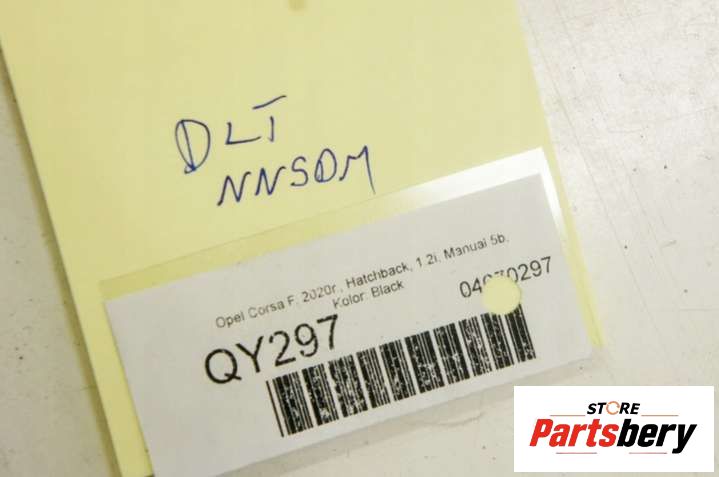 DLT
NNSDM
Opel Corsa F, 2020r., Hatchback, 1.2i, Manual 5b,
Kolor: Black
QY297
STORE
Partsbery